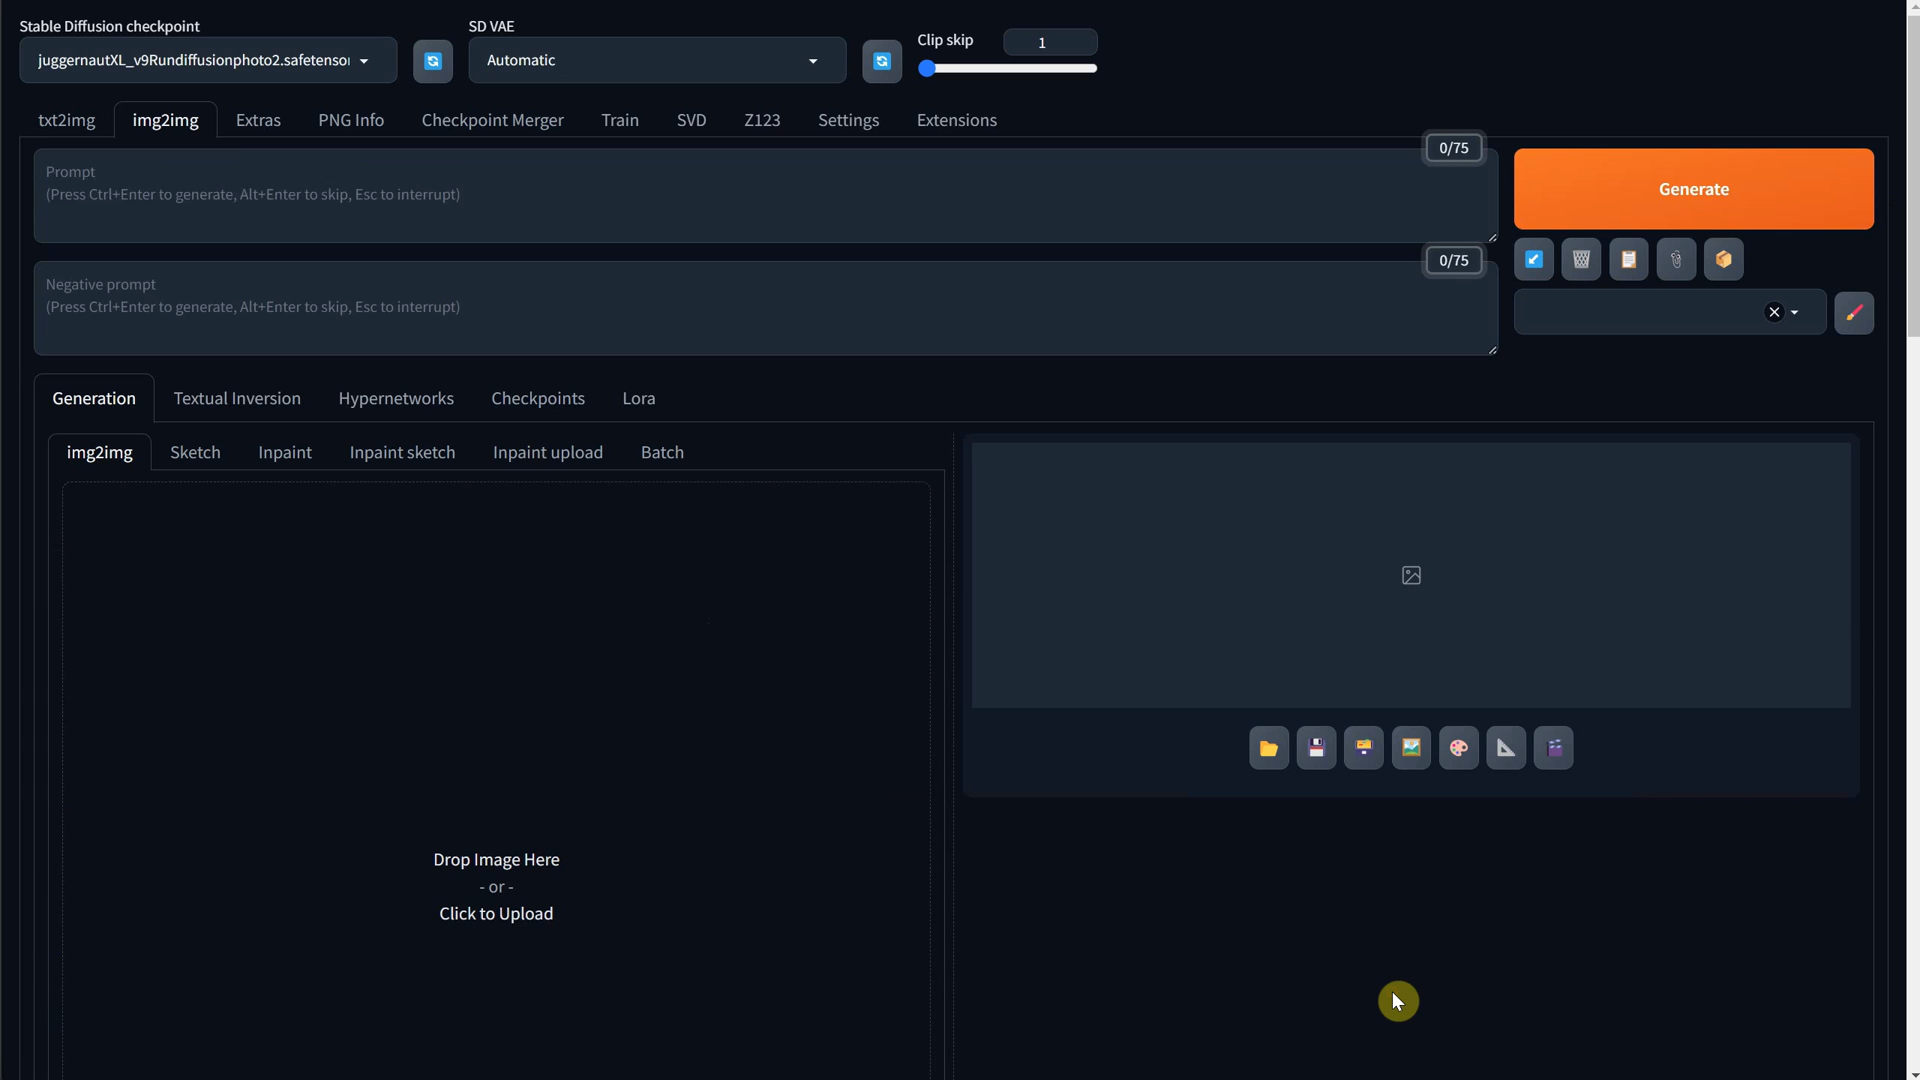 Stable Diffusion checkpoint
SD VAE
Clip skip
1
juggernautXL_v9Rundiffusionphoto2.safetensor
Automatic
txt2img
img2img
Extras
PNG Info
Checkpoint Merger
Train
SVD
Z123
Settings
Extensions
0/75
Prompt
(Press Ctrl+Enter to generate, Alt+Enter to skip, Esc to interrupt)
Generate
0/75
Negative prompt
(Press Ctrl+Enter to generate, Alt+Enter to skip, Esc to interrupt)
Generation
Textual Inversion
Hypernetworks
Checkpoints
Lora
img2img
Sketch
Inpaint
Inpaint sketch
Inpaint upload
Batch
Drop Image Here
- or -
Click to Upload